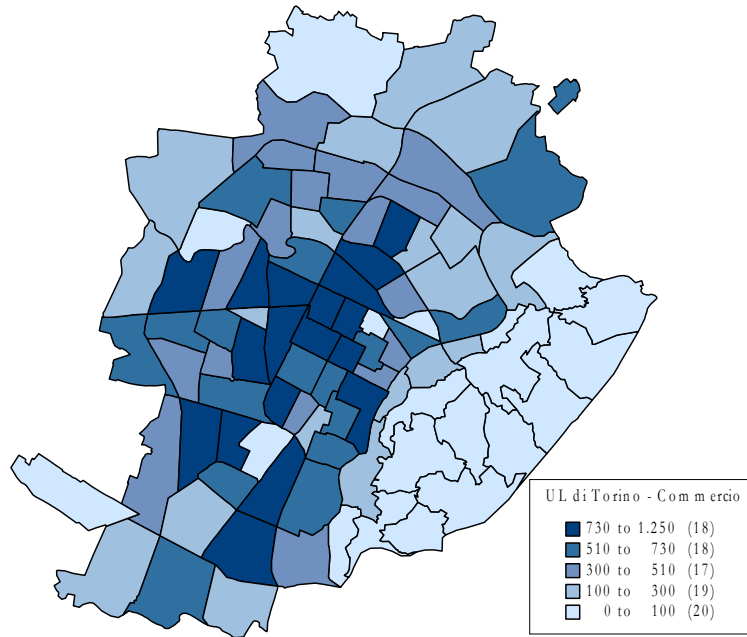 UL di Torino - Commercio
730 to 1.250 (18)
510 to 730 (18)
300 to 510 (17)
100 to 300 (19)
0 to 100 (20)